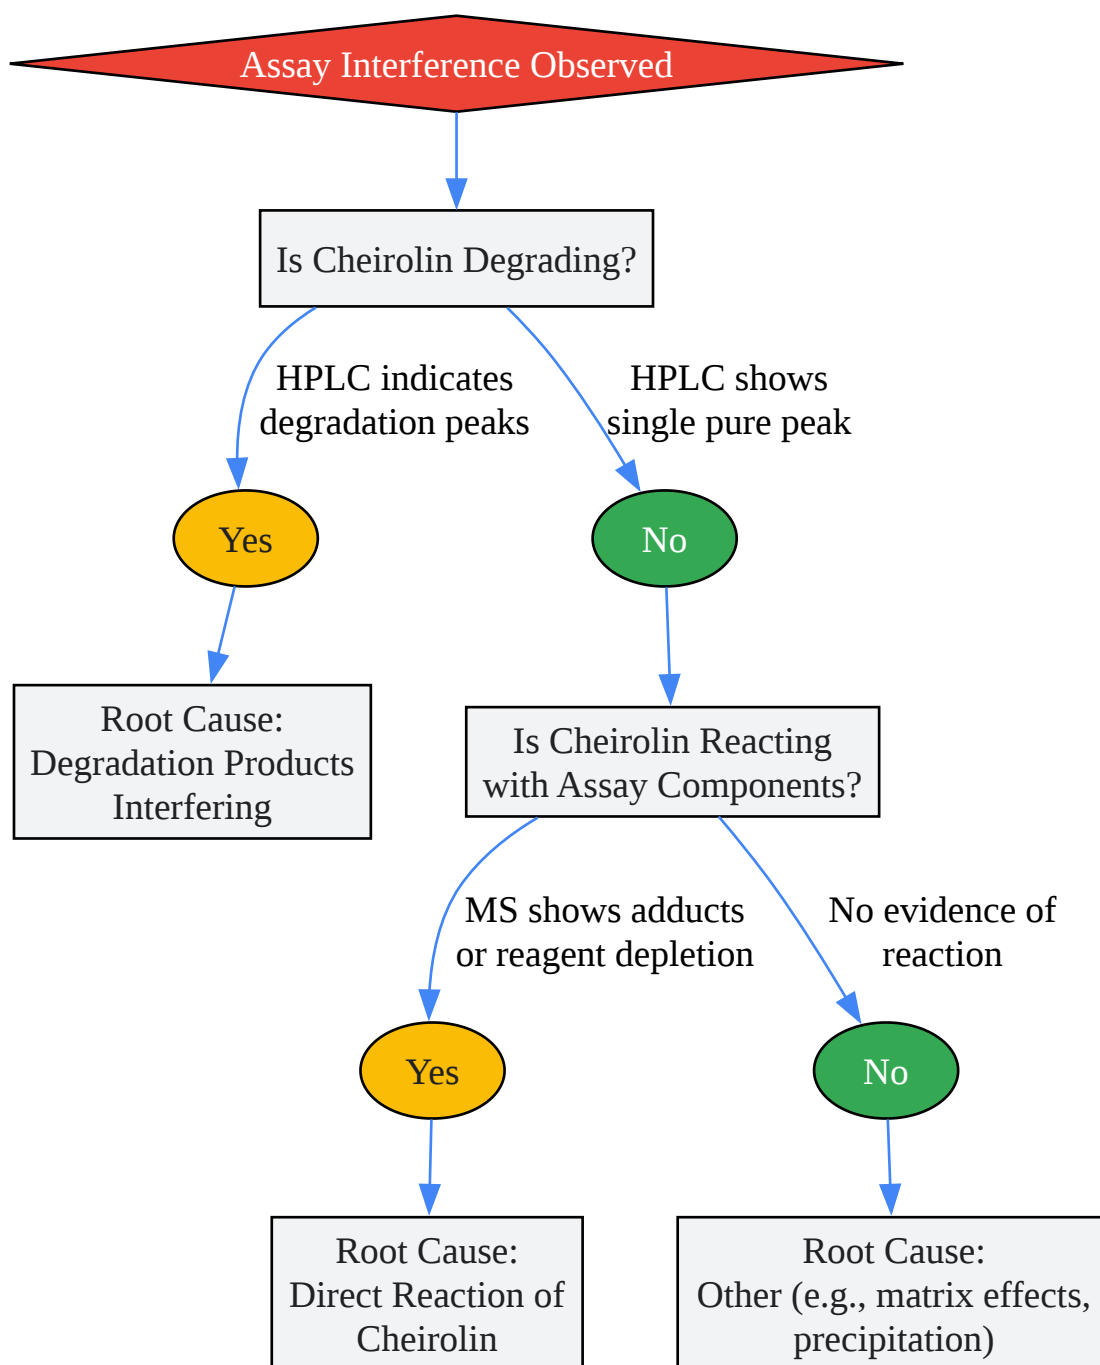 Assay Interference Observed
Is Cheirolin Degrading?
HPLC indicates
degradation peaks
HPLC shows
single pure peak
Yes
No
Root Cause:
Degradation Products
Interfering
Is Cheirolin Reacting
with Assay Components?
MS shows adducts
or reagent depletion
No evidence of
reaction
Yes
No
Root Cause:
Direct Reaction of
Cheirolin
Root Cause:
Other (e.g., matrix effects,
precipitation)